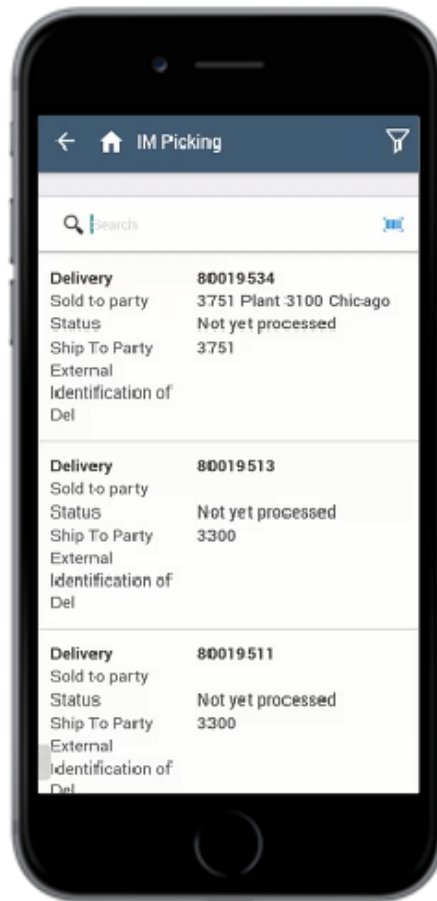 IM Picking
Search
Delivery 80019534
Sold to party 3751 Plant 3100 Chicago
Status Not yet processed
Ship To Party 3751
External
Identification of
Del
Delivery 80019513
Sold to party
Status Not yet processed
Ship To Party 3300
External
Identification of
Del
Delivery 80019511
Sold to party
Status Not yet processed
Ship To Party 3300
External
Identification of
Del